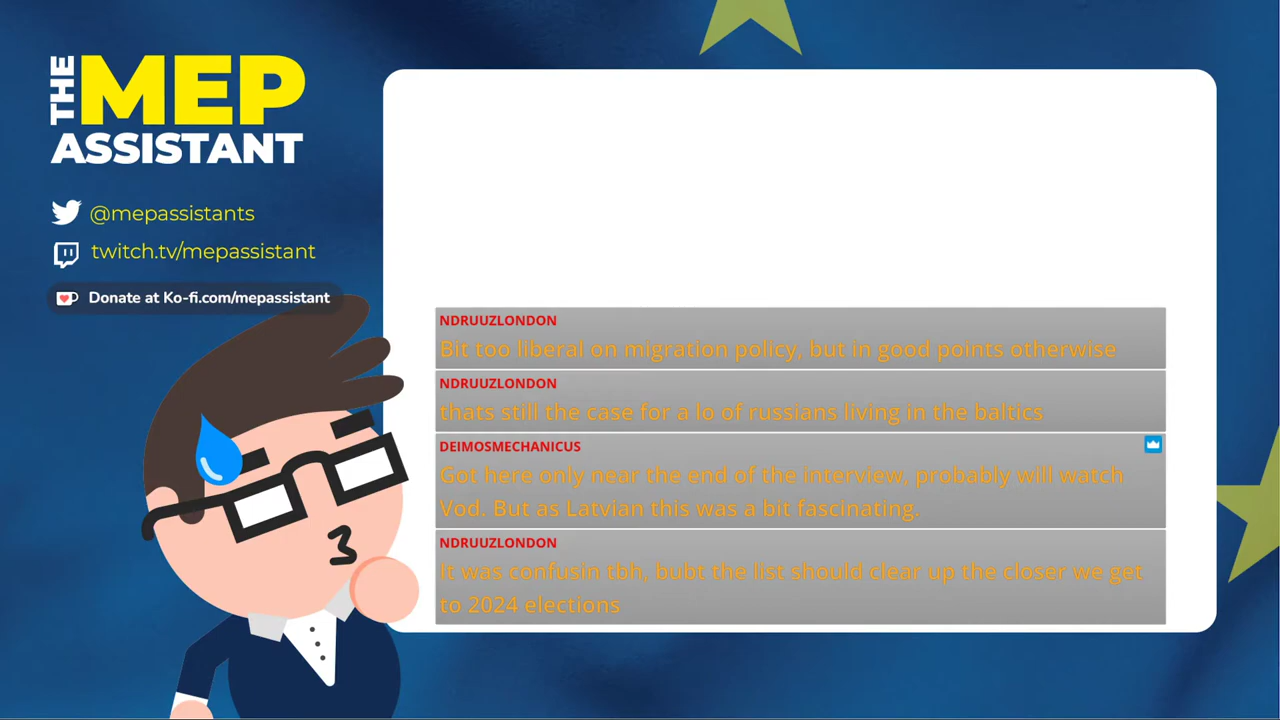 THE MEP
ASSISTANT
@mepassistants
twitch.tv/mepassistant
Donate at Ko-fi.com/mepassistant
NDRUUZLONDON
Bit too liberal on migration policy, but in good points otherwise
NDRUUZLONDON
thats still the case for a lo of russians living in the baltics
DEIMOSMECHANICUS
Got here only near the end of the interview, probably will watch
Vod. But as Latvian this was a bit fascinating.
NDRUUZLONDON
It was confusin tbh, bubt the list should clear up the closer we get
to 2024 elections